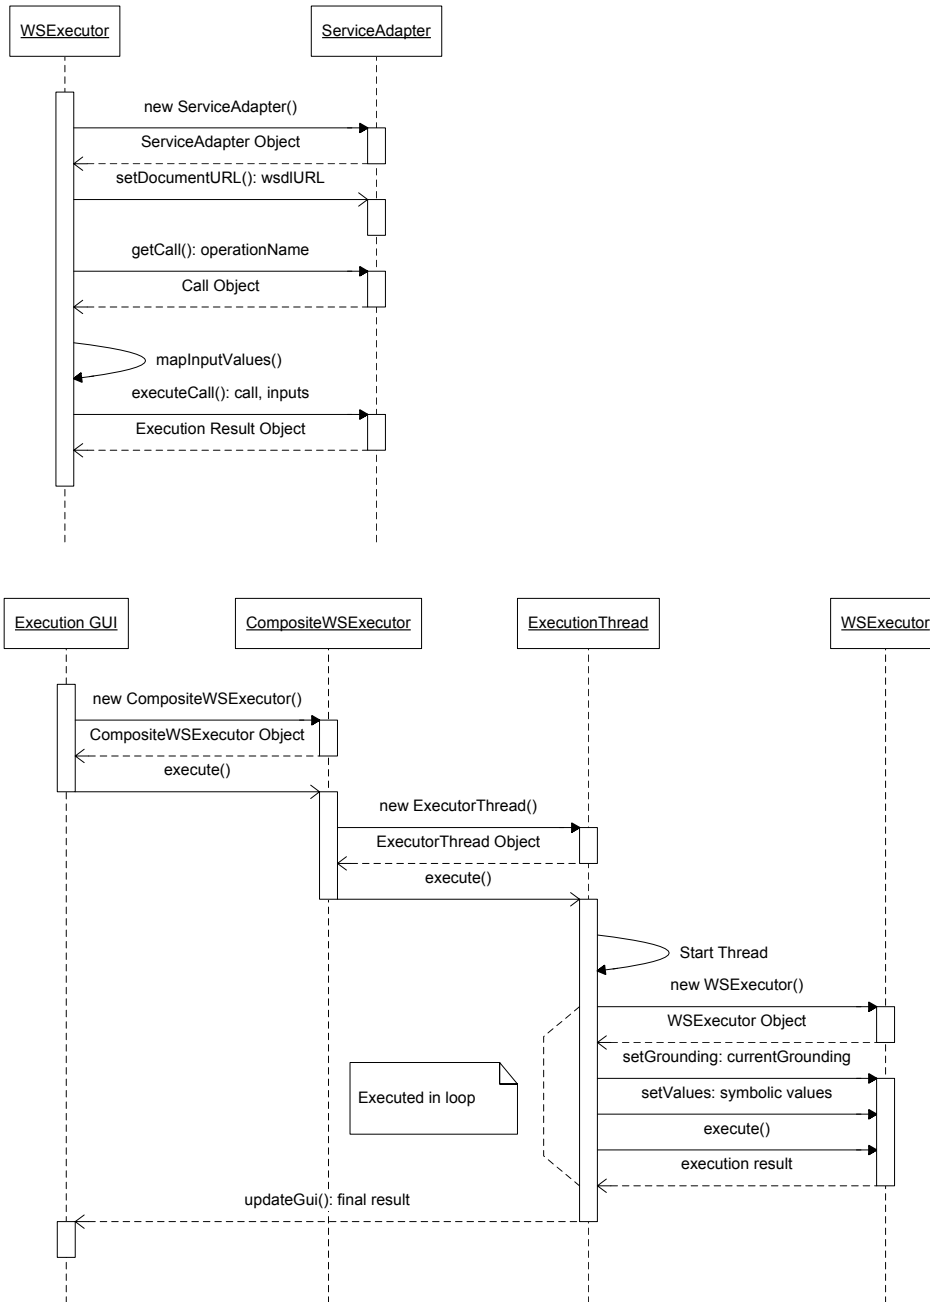 WSExecutor
ServiceAdapter
new ServiceAdapter()
ServiceAdapter Object
setDocumentURL(): wsdlURL
getCall(): operationName
Call Object
mapInputValues()
executeCall(): call, inputs
Execution Result Object
Execution GUI
CompositeWSExecutor
ExecutionThread
WSExecutor
new CompositeWSExecutor()
CompositeWSExecutor Object
execute()
new ExecutorThread()
ExecutorThread Object
execute()
Start Thread
new WSExecutor()
WSExecutor Object
setGrounding: currentGrounding
Executed in loop
setValues: symbolic values
execute()
execution result
updateGui(): final result